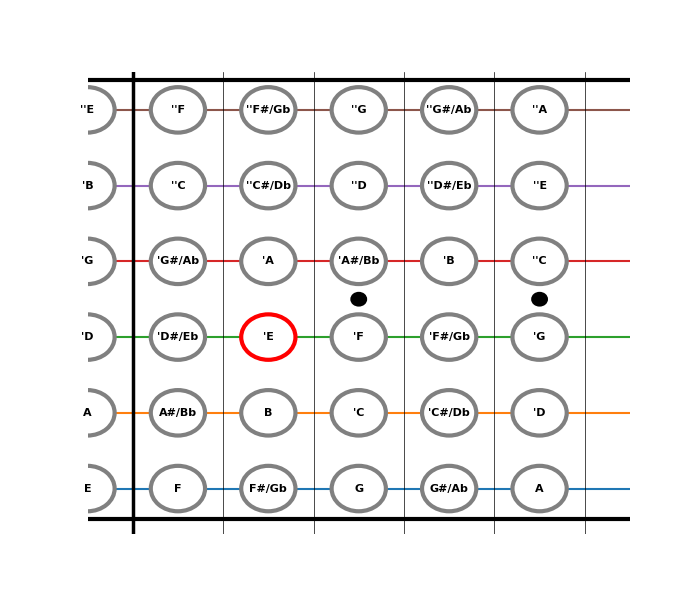 ''E ''F ''F#/Gb ''G ''G#/Ab ''A
'B ''C ''C#/Db ''D ''D#/Eb ''E
'G 'G#/Ab 'A 'A#/Bb 'B ''C
'D 'D#/Eb 'E 'F 'F#/Gb 'G
A A#/Bb B 'C 'C#/Db 'D
E F F#/Gb G G#/Ab A